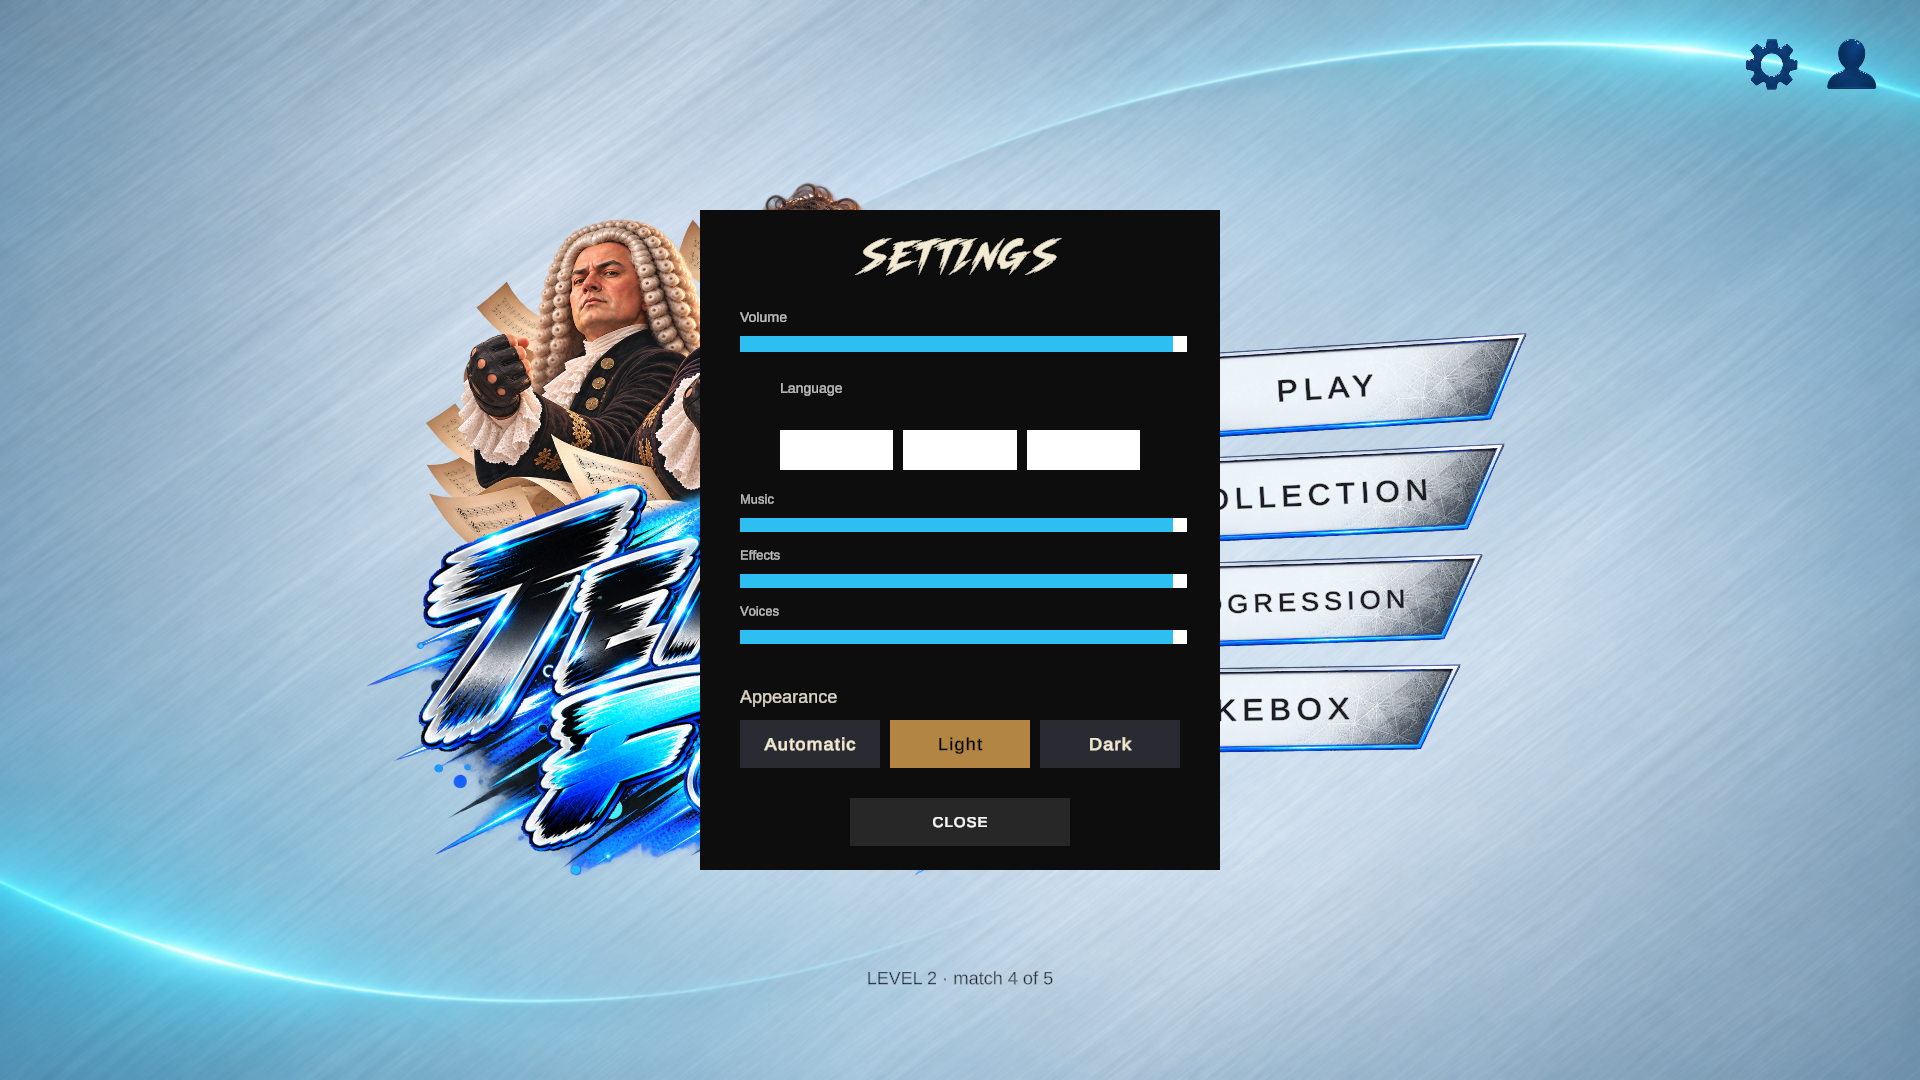 SETTINGS
Volume
Language
Music
Effects
Voices
Appearance
Automatic
Light
Dark
CLOSE
PLAY
OLLECTION
GRESSION
KEBOX
LEVEL 2 · match 4 of 5